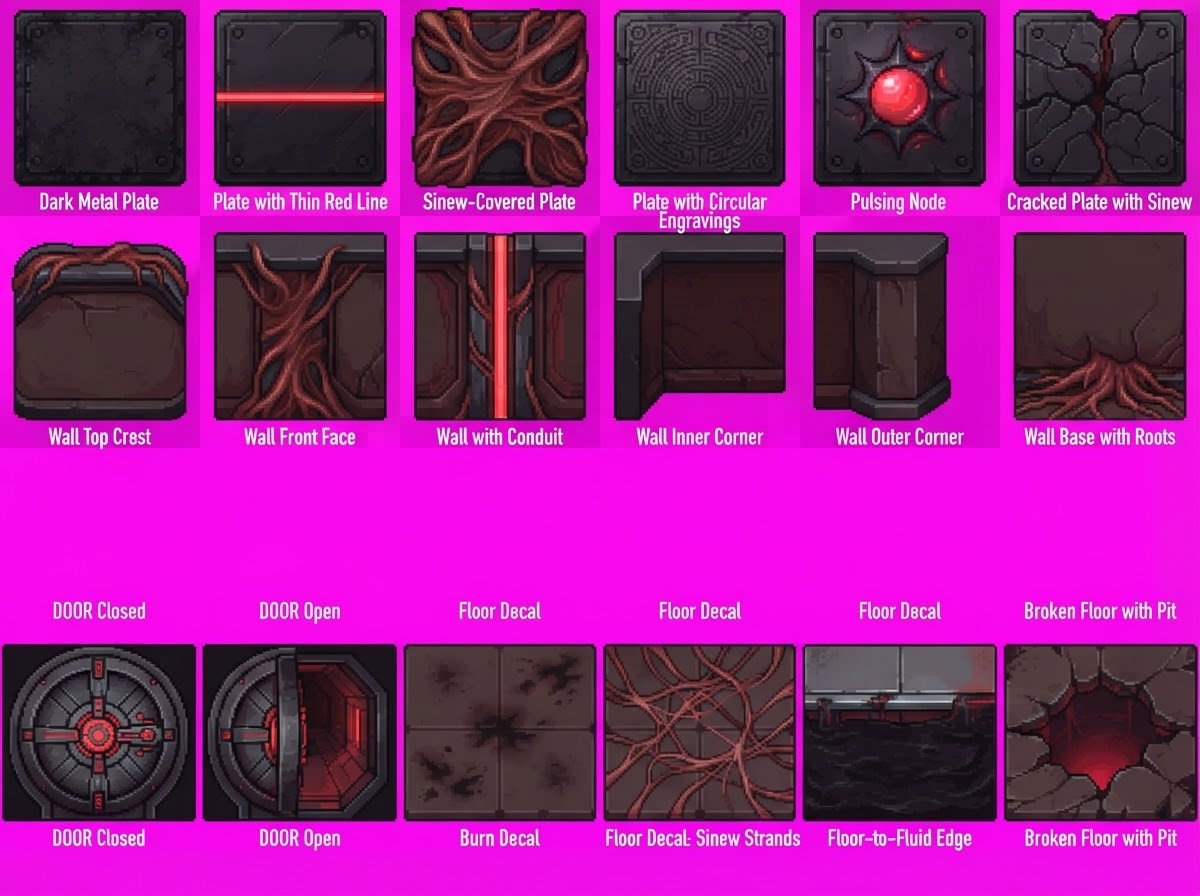 Dark Metal Plate
Plate with Thin Red Line
Sinew-Covered Plate
Plate with Circular
Engravings
Pulsing Node
Cracked Plate with Sinew
Wall Top Crest
Wall Front Face
Wall with Conduit
Wall Inner Corner
Wall Outer Corner
Wall Base with Roots
DOOR Closed
DOOR Open
Floor Decal
Floor Decal
Floor Decal
Broken Floor with Pit
DOOR Closed
DOOR Open
Burn Decal
Floor Decal: Sinew Strands
Floor-to-Fluid Edge
Broken Floor with Pit